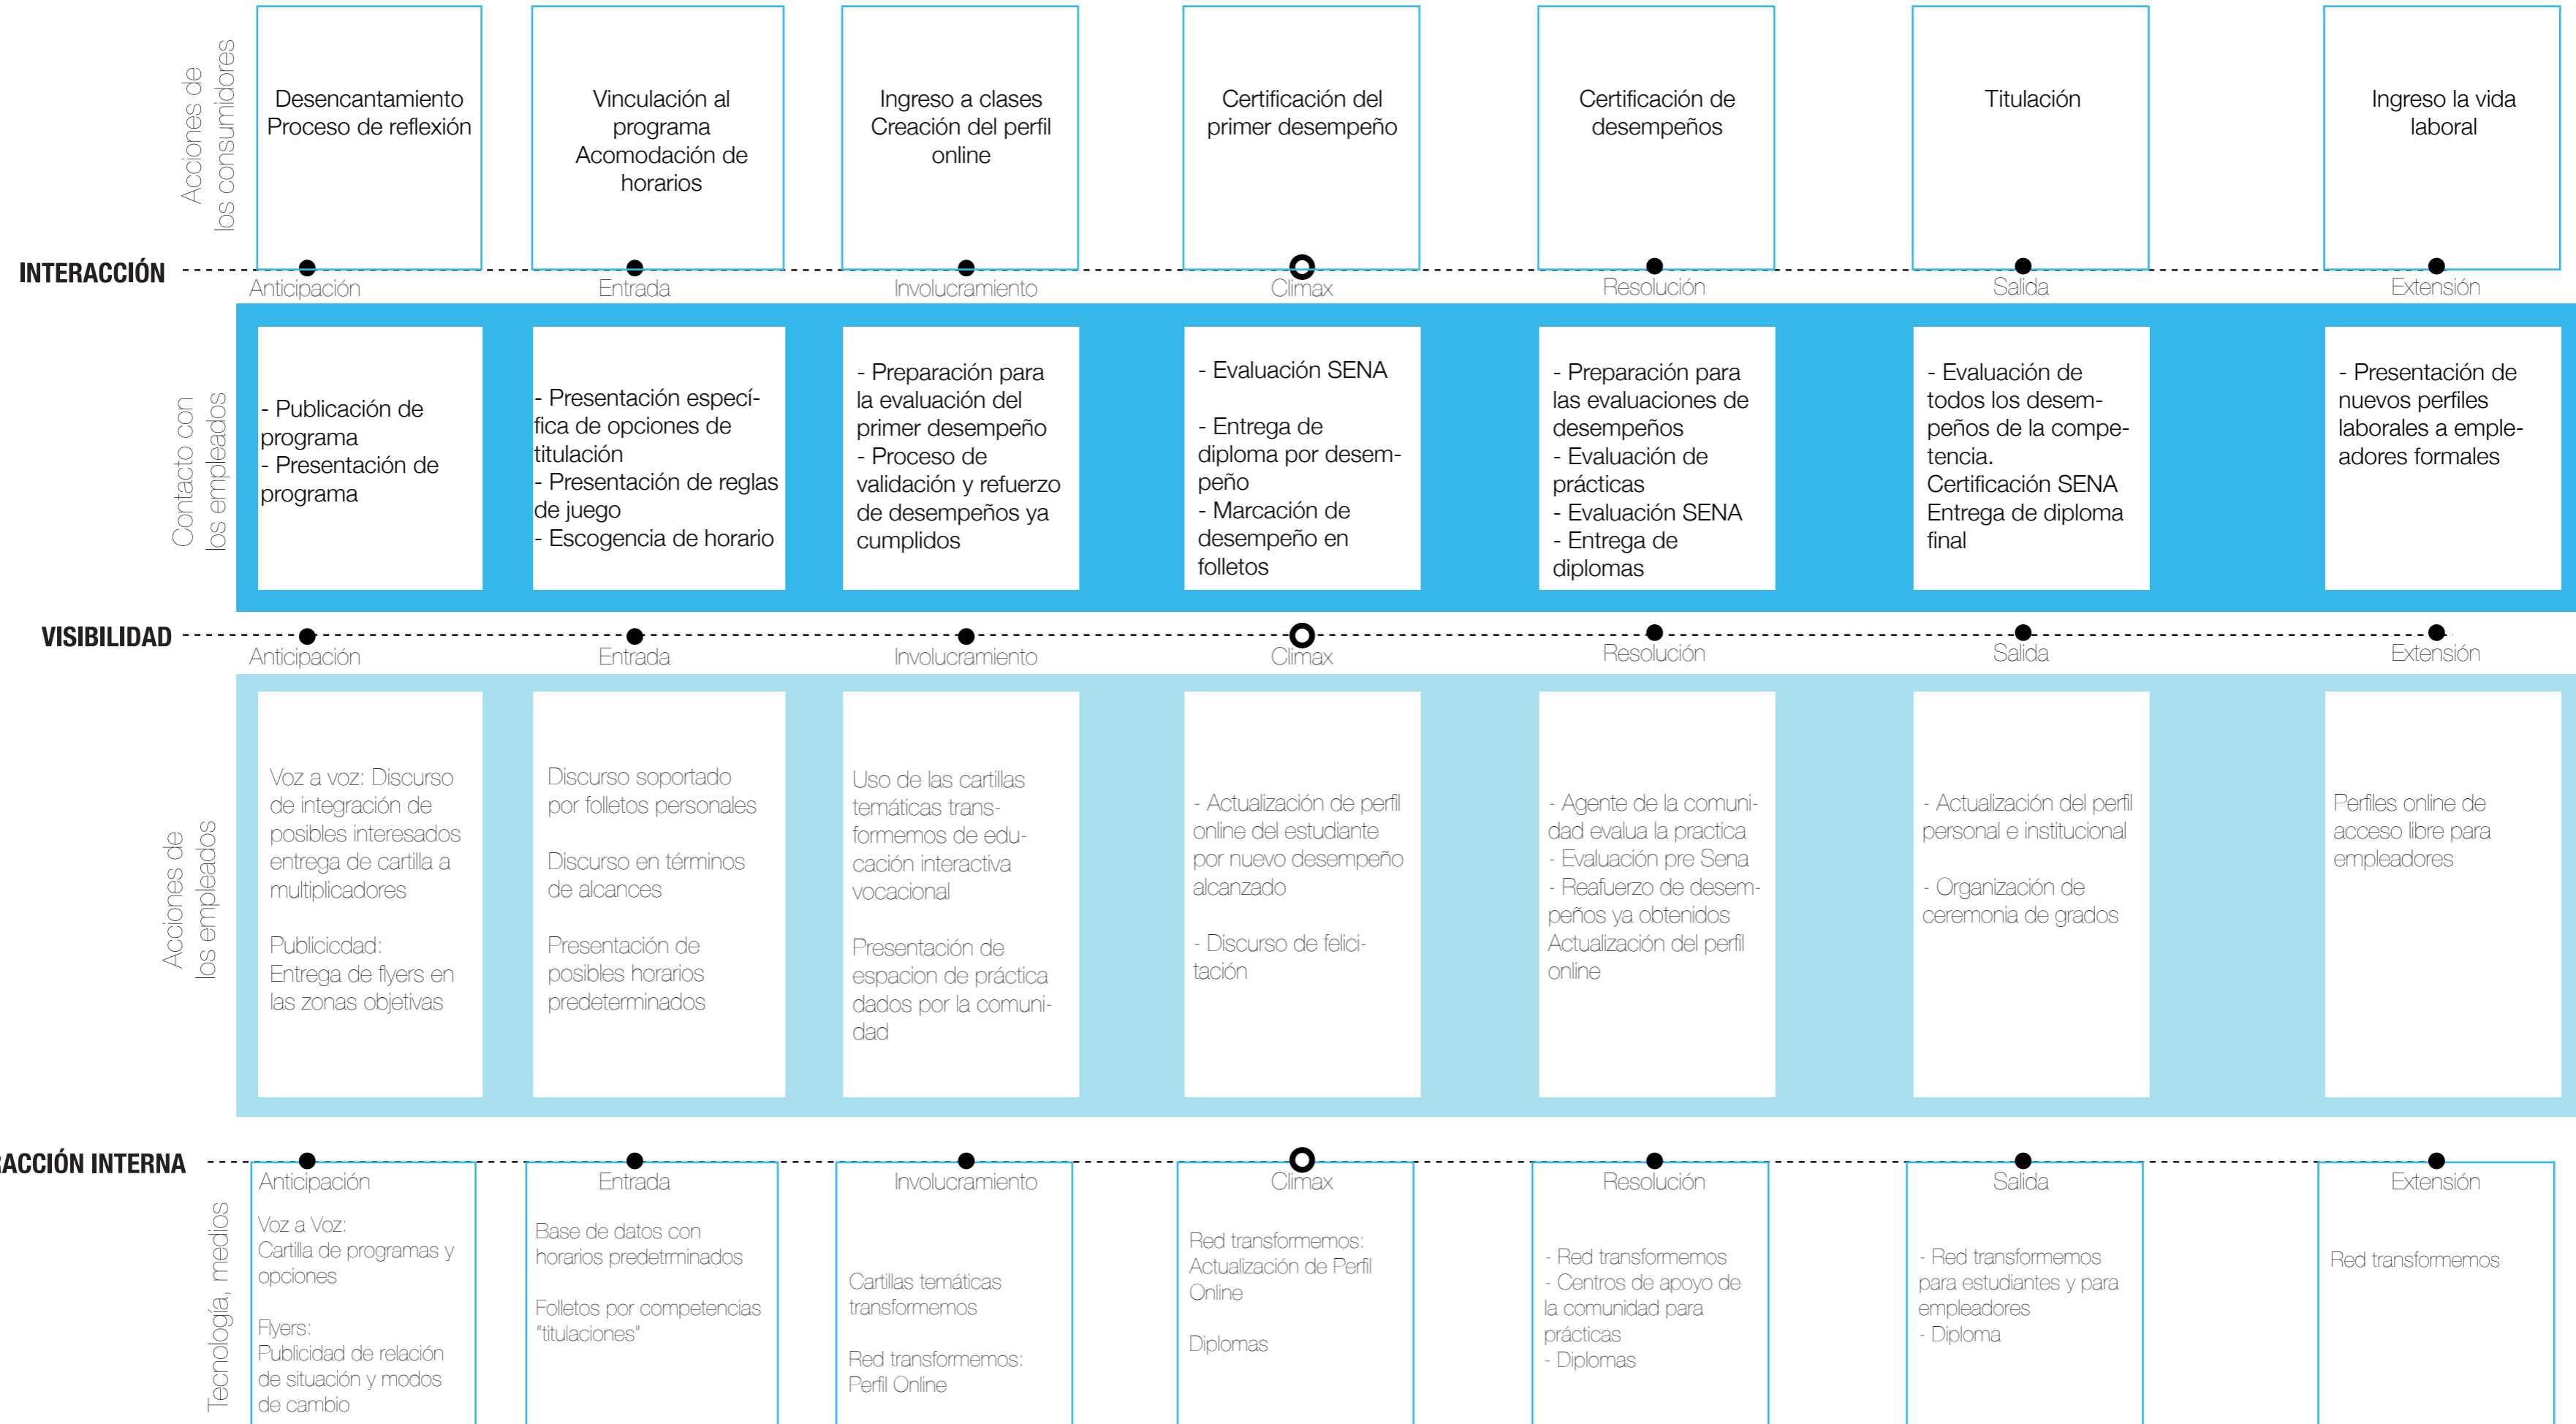 Acciones de
los consumidores
Desencantamiento
Proceso de reflexión
Vinculación al
programa
Acomodación de
horarios
Ingreso a clases
Creación del perfil
online
Certificación del
primer desempeño
Certificación de
desempeños
Titulación
Ingreso la vida
laboral
INTERACCIÓN
Anticipación
Entrada
Involucramiento
Climax
Resolución
Salida
Extensión
Contacto con
los empleados
- Publicación de
programa
- Presentación de
programa
- Presentación especí-
fica de opciones de
titulación
- Presentación de reglas
de juego
- Escogencia de horario
- Preparación para
la evaluación del
primer desempeño
- Proceso de
validación y refuerzo
de desempeños ya
cumplidos
- Evaluación SENA
- Entrega de
diploma por desem-
peño
- Marcación de
desempeño en
folletos
- Preparación para
las evaluaciones de
desempeños
- Evaluación de
prácticas
- Evaluación SENA
- Entrega de
diplomas
- Evaluación de
todos los desem-
peños de la compe-
tencia.
Certificación SENA
Entrega de diploma
final
- Presentación de
nuevos perfiles
laborales a emple-
adores formales
VISIBILIDAD
Anticipación
Entrada
Involucramiento
Climax
Resolución
Salida
Extensión
Acciones de
los empleados
Voz a voz: Discurso
de integración de
posibles interesados
entrega de cartilla a
multiplicadores
Publicicdad:
Entrega de flyers en
las zonas objetivas
Discurso soportado
por folletos personales
Discurso en términos
de alcances
Presentación de
posibles horarios
predeterminados
Uso de las cartillas
temáticas trans-
formemos de edu-
cación interactiva
vocacional
Presentación de
espacion de práctica
dados por la comuni-
dad
- Actualización de perfil
online del estudiante
por nuevo desempeño
alcanzado
- Discurso de felici-
tación
- Agente de la comuni-
dad evalua la practica
- Evaluación pre Sena
- Reafuerzo de desem-
peños ya obtenidos
Actualización del perfil
online
- Actualización del perfil
personal e institucional
- Organización de
ceremonia de grados
Perfiles online de
acceso libre para
empleadores
RACCIÓN INTERNA
Anticipación
Entrada
Involucramiento
Climax
Resolución
Salida
Extensión
Tecnología, medios
Voz a Voz:
Cartilla de programas y
opciones
Flyers:
Publicidad de relación
de situación y modos
de cambio
Base de datos con
horarios predetrminados
Folletos por competencias
"titulaciones"
Cartillas temáticas
transformemos
Red transformemos:
Perfil Online
Red transformemos:
Actualización de Perfil
Online
Diplomas
- Red transformemos
- Centros de apoyo de
la comunidad para
prácticas
- Diplomas
- Red transformemos
para estudiantes y para
empleadores
- Diploma
Red transformemos